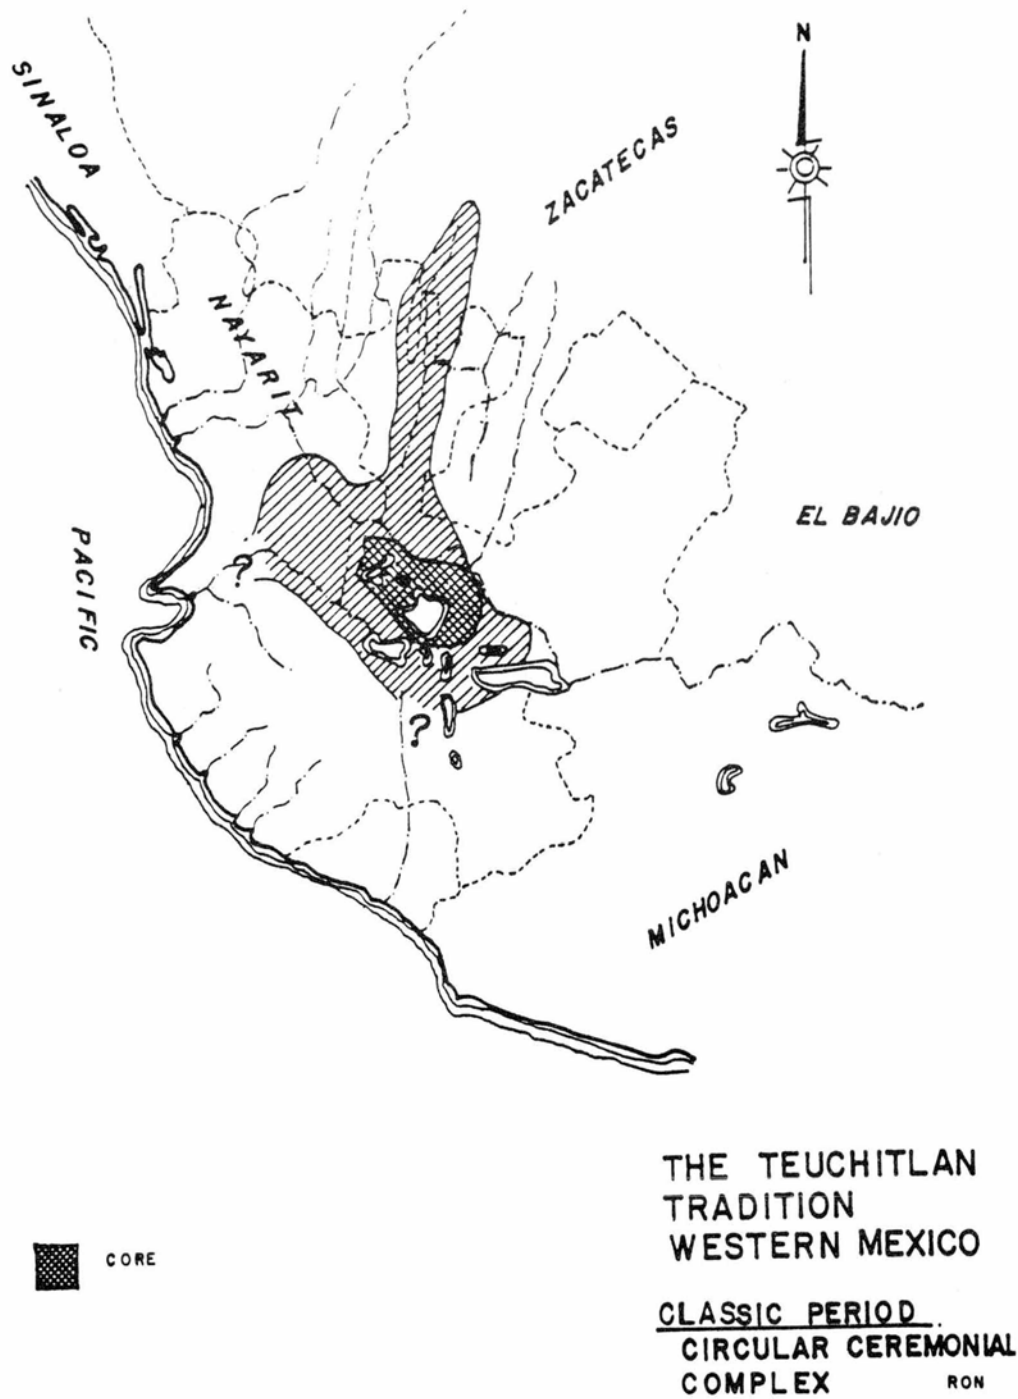 N
SINALOA
ZACATECAS
NAYARIT
EL BAJIO
PACIFIC
?
?
MICHOACAN
THE TEUCHITLAN
TRADITION
WESTERN MEXICO
CORE
CLASSIC PERIOD.
CIRCULAR CEREMONIAL
COMPLEX RON